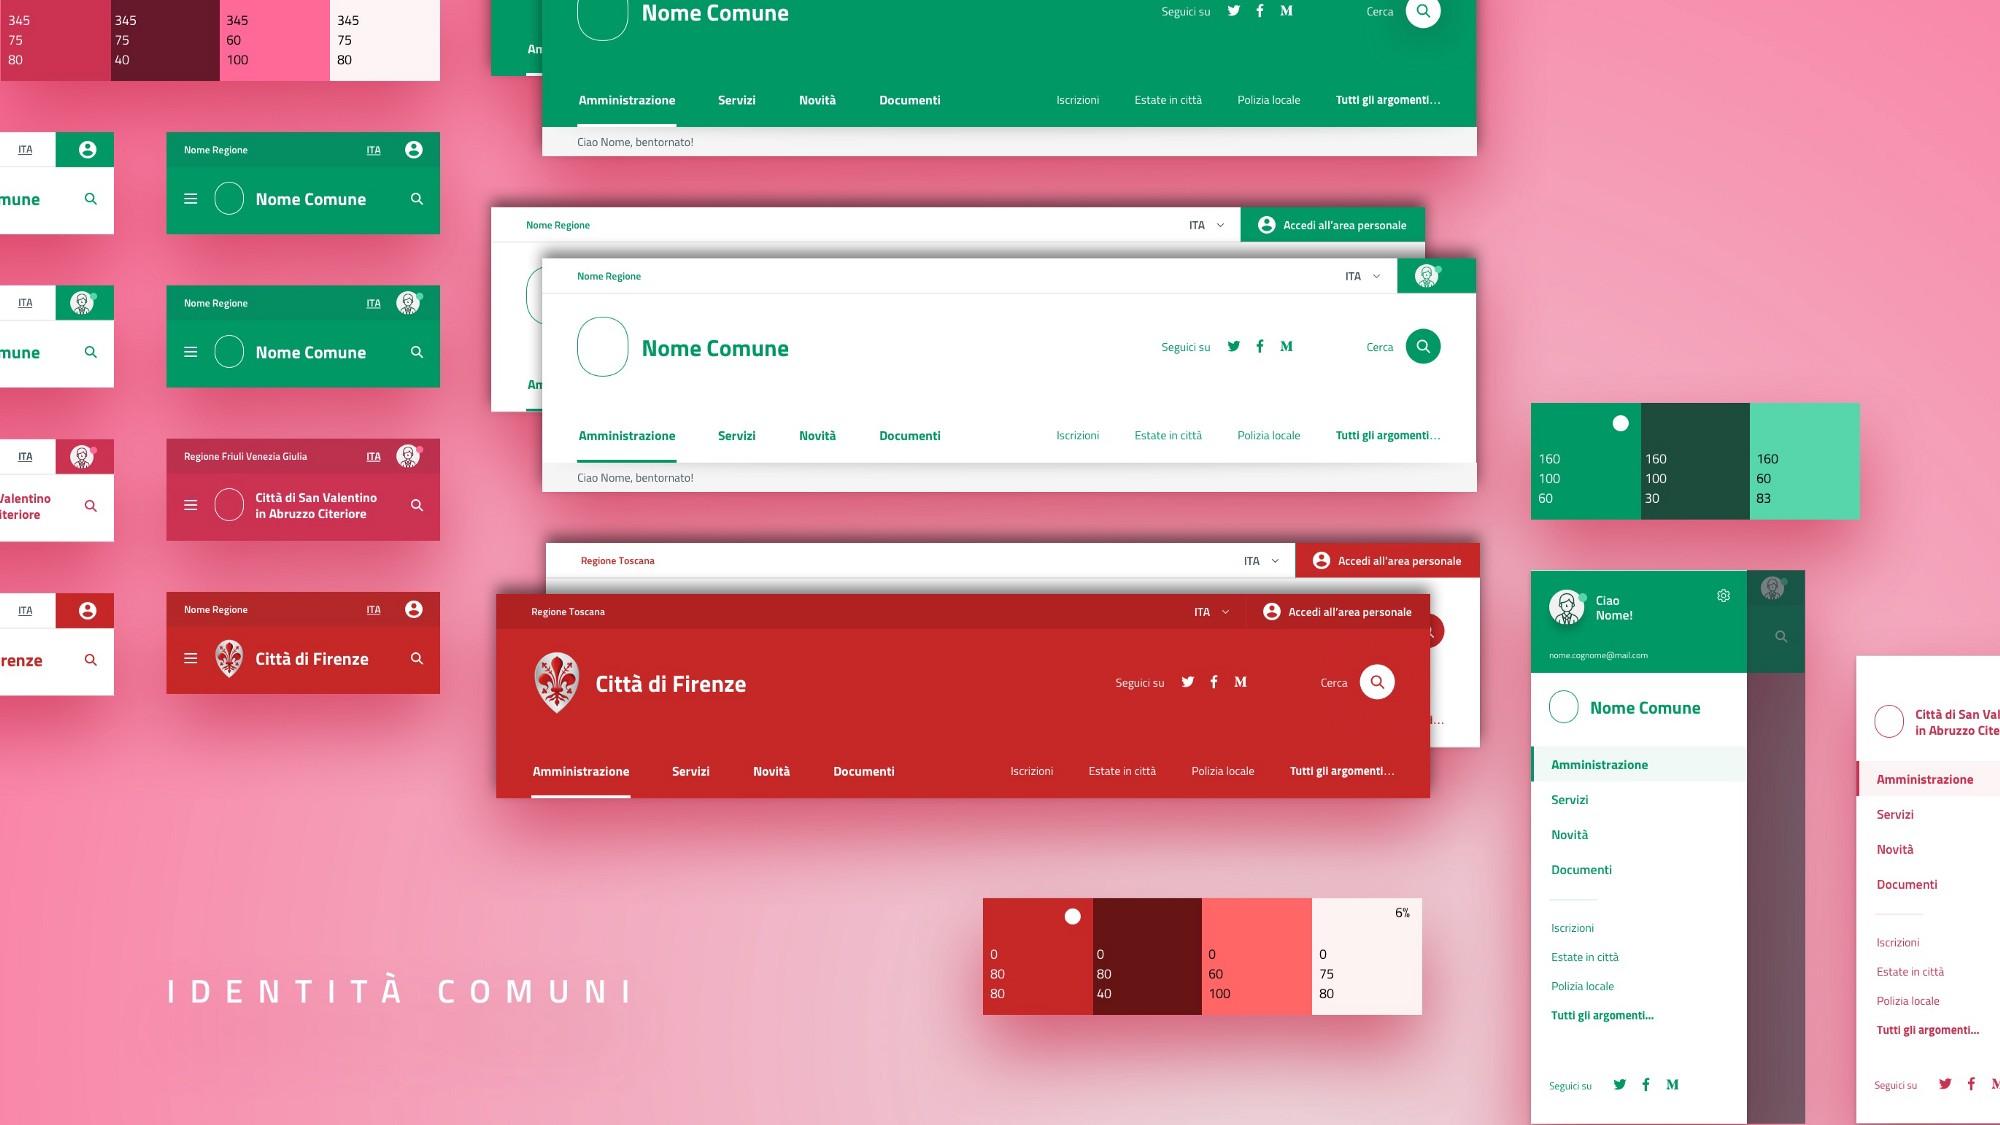 345
75
80
345
75
40
345
60
100
345
75
80
ITA
mune
Nome Regione
ITA
Nome Comune
ITA
mune
Nome Regione
ITA
Nome Comune
ITA
Valentino
iteriore
Regione Friuli Venezia Giulia
ITA
Città di San Valentino
in Abruzzo Citeriore
ITA
renze
Nome Regione
ITA
Città di Firenze
Am
Nome Comune
Seguici su
M
Cerca
Amministrazione
Servizi
Novità
Documenti
Iscrizioni
Estate in città
Polizia locale
Tutti gli argomenti...
Ciao Nome, bentornato!
Nome Regione
ITA
Accedi all'area personale
Am
Nome Regione
ITA
Nome Comune
Seguici su
M
Cerca
Amministrazione
Servizi
Novità
Documenti
Iscrizioni
Estate in città
Polizia locale
Tutti gli argomenti...
Ciao Nome, bentornato!
Regione Toscana
ITA
Accedi all'area personale
Regione Toscana
ITA
Accedi all'area personale
Città di Firenze
Seguici su
M
Cerca
Amministrazione
Servizi
Novità
Documenti
Iscrizioni
Estate in città
Polizia locale
Tutti gli argomenti...
IDENTITÀ COMUNI
0
80
80
0
80
40
0
60
100
6%
0
75
80
160
100
60
160
100
30
160
60
83
Ciao
Nome!
nome.cognome@mail.com
Nome Comune
Amministrazione
Servizi
Novità
Documenti
Iscrizioni
Estate in città
Polizia locale
Tutti gli argomenti...
Seguici su
M
Città di San Val
in Abruzzo Cite
Amministrazione
Servizi
Novità
Documenti
Iscrizioni
Estate in città
Polizia locale
Tutti gli argomenti...
Seguici su